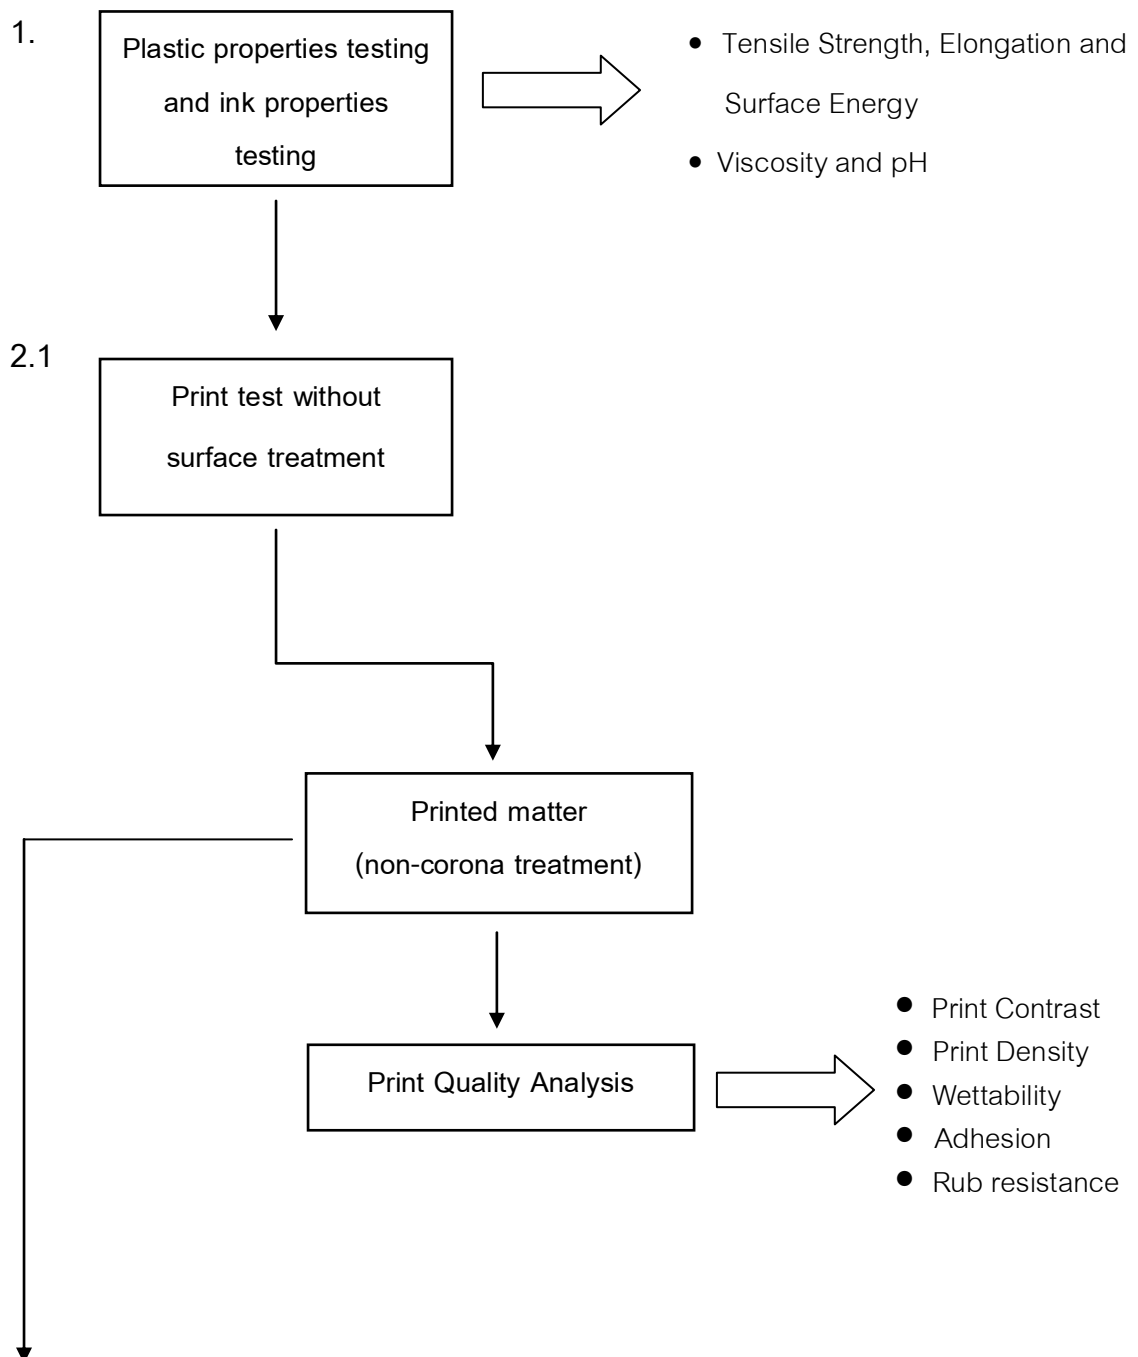 1.
Plastic properties testing
and ink properties
testing
• Tensile Strength, Elongation and
Surface Energy
• Viscosity and pH
2.1
Print test without
surface treatment
Printed matter
(non-corona treatment)
Print Quality Analysis
• Print Contrast
• Print Density
• Wettability
• Adhesion
• Rub resistance